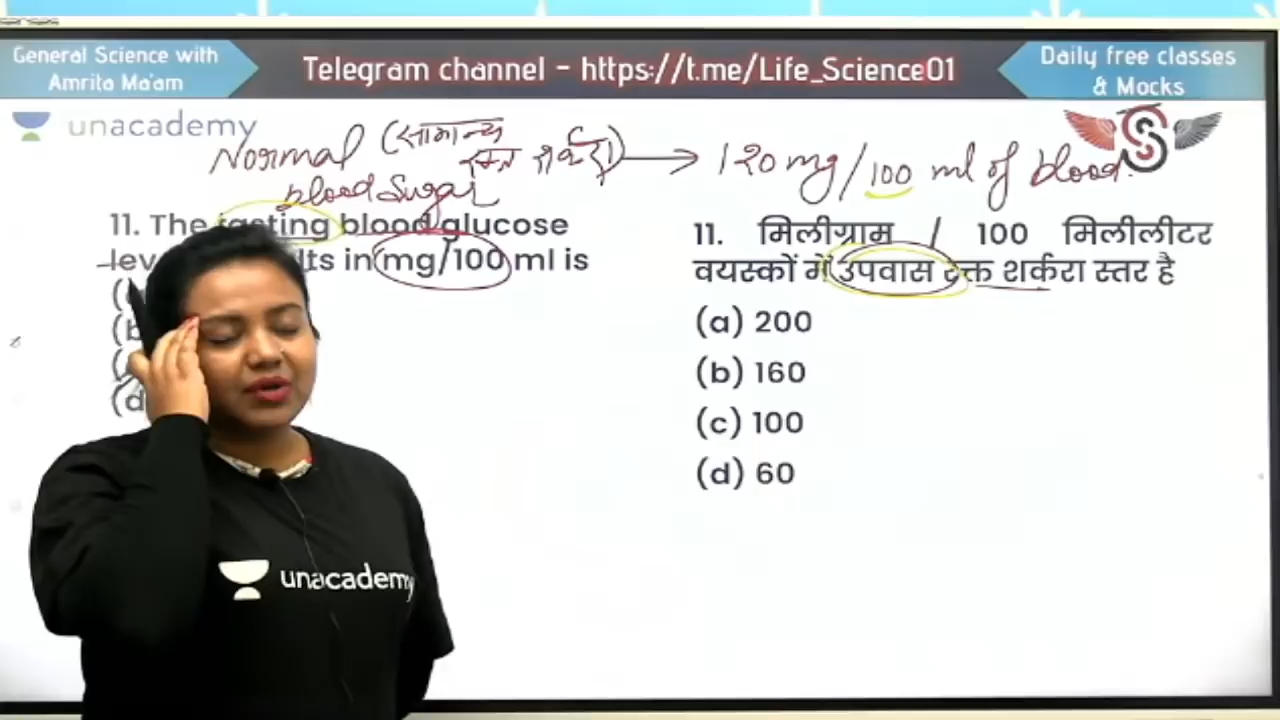 General Science with
Amrita Ma'am
Telegram channel - https://t.me/Life_Science01
Daily free classes
& Mocks
unacademy
Normal (सामान्य
रक्त शर्करा) → 120 mg/100 ml of blood.
blood Sugar
11. The fasting blood glucose
in mg/100 ml is
11. मिलीग्राम / 100 मिलीलीटर
वयस्कों में उपवास रक्त शर्करा स्तर है
(a) 200
(b) 160
(c) 100
(d) 60
(b
(d
unacademy